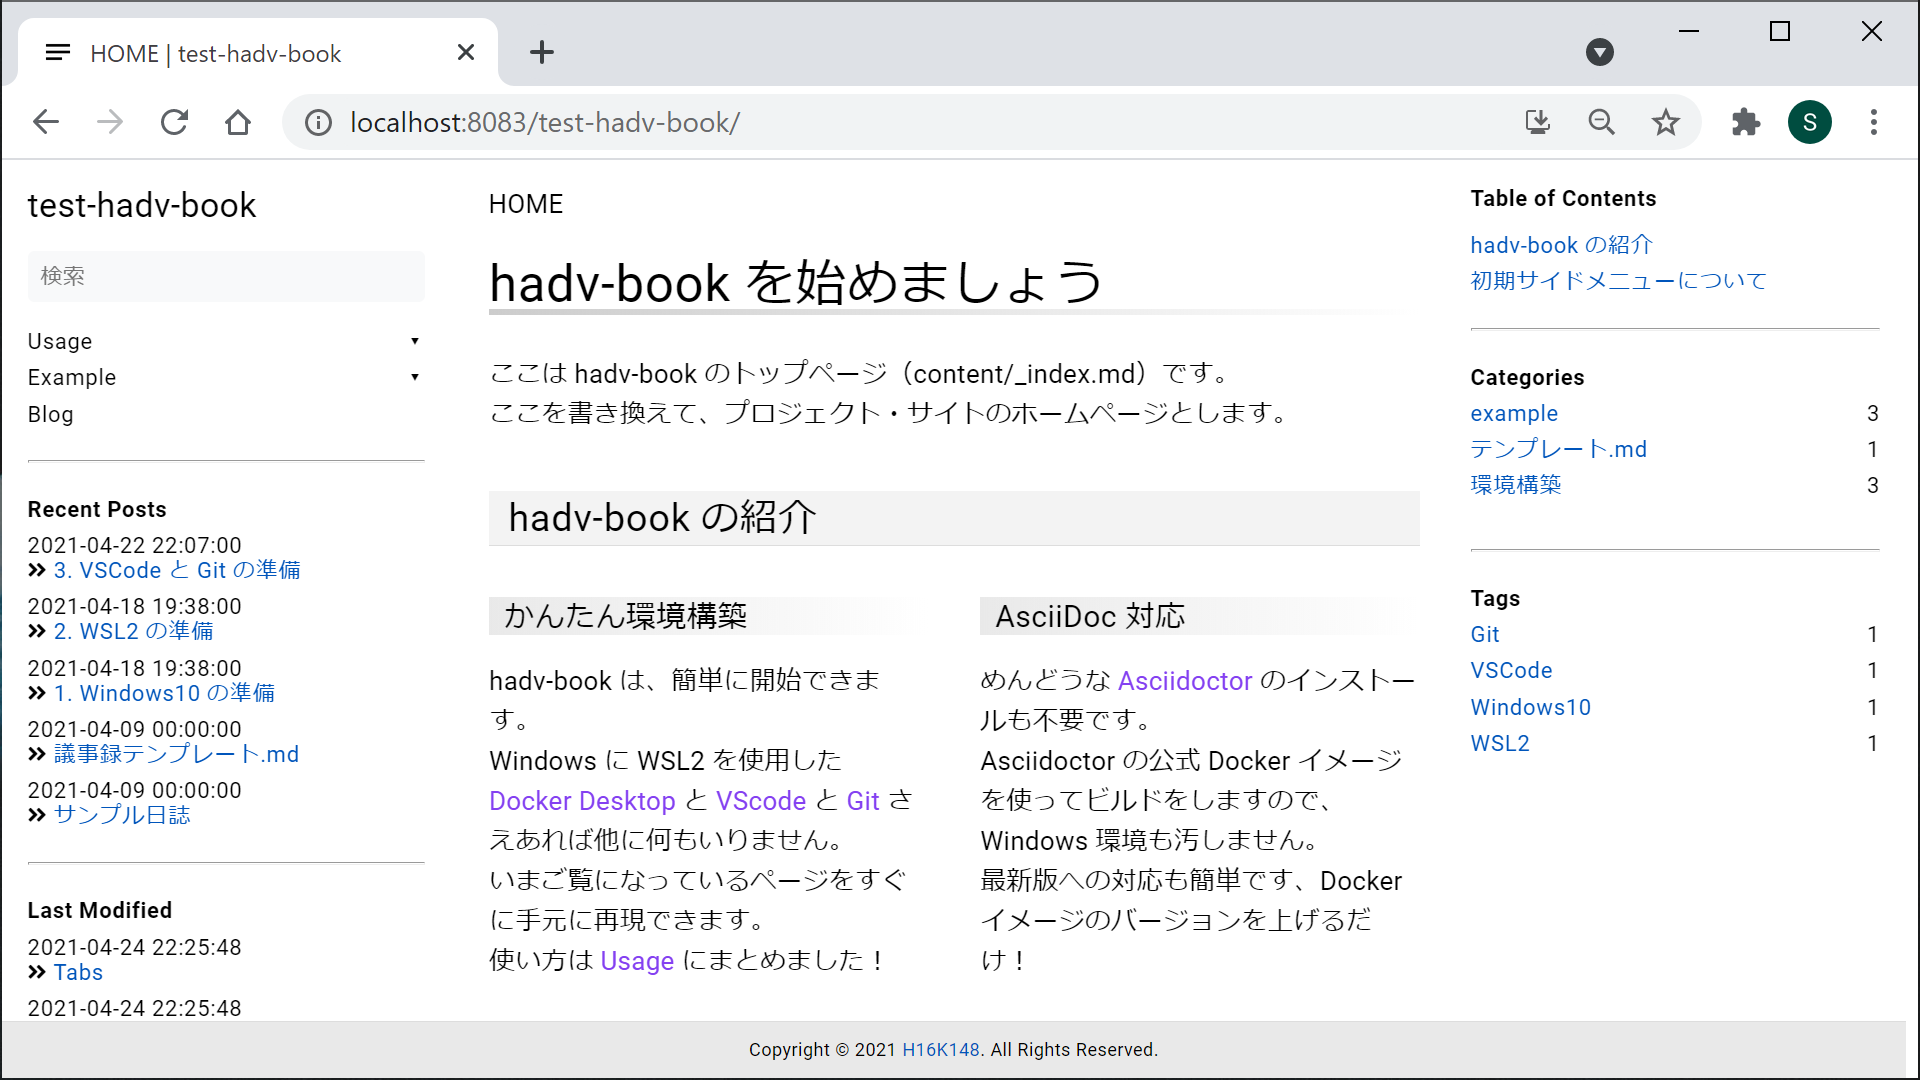 HOME | test-hadv-book
localhost:8083/test-hadv-book/
S
test-hadv-book
検索
Usage
Example
Blog
Recent Posts
2021-04-22 22:07:00
3. VSCode と Git の準備
2021-04-18 19:38:00
2. WSL2 の準備
2021-04-18 19:38:00
1. Windows10 の準備
2021-04-09 00:00:00
議事録テンプレート.md
2021-04-09 00:00:00
サンプル日誌
Last Modified
2021-04-24 22:25:48
Tabs
2021-04-24 22:25:48
HOME
hadv-book を始めましょう
ここは hadv-book のトップページ（content/_index.md）です。
ここを書き換えて、プロジェクト・サイトのホームページとします。
hadv-book の紹介
かんたん環境構築
hadv-book は、簡単に開始できま
す。
Windows に WSL2 を使用した
Docker Desktop と VScode と Git さ
えあれば他に何もいりません。
いまご覧になっているページをすぐ
に手元に再現できます。
使い方は Usage にまとめました！
AsciiDoc 対応
めんどうな Asciidoctor のインストー
ルも不要です。
Asciidoctor の公式 Docker イメージ
を使ってビルドをしますので、
Windows 環境も汚しません。
最新版への対応も簡単です、Docker
イメージのバージョンを上げるだ
け！
Table of Contents
hadv-book の紹介
初期サイドメニューについて
Categories
example 3
テンプレート.md 1
環境構築 3
Tags
Git 1
VSCode 1
Windows10 1
WSL2 1
Copyright © 2021 H16K148. All Rights Reserved.